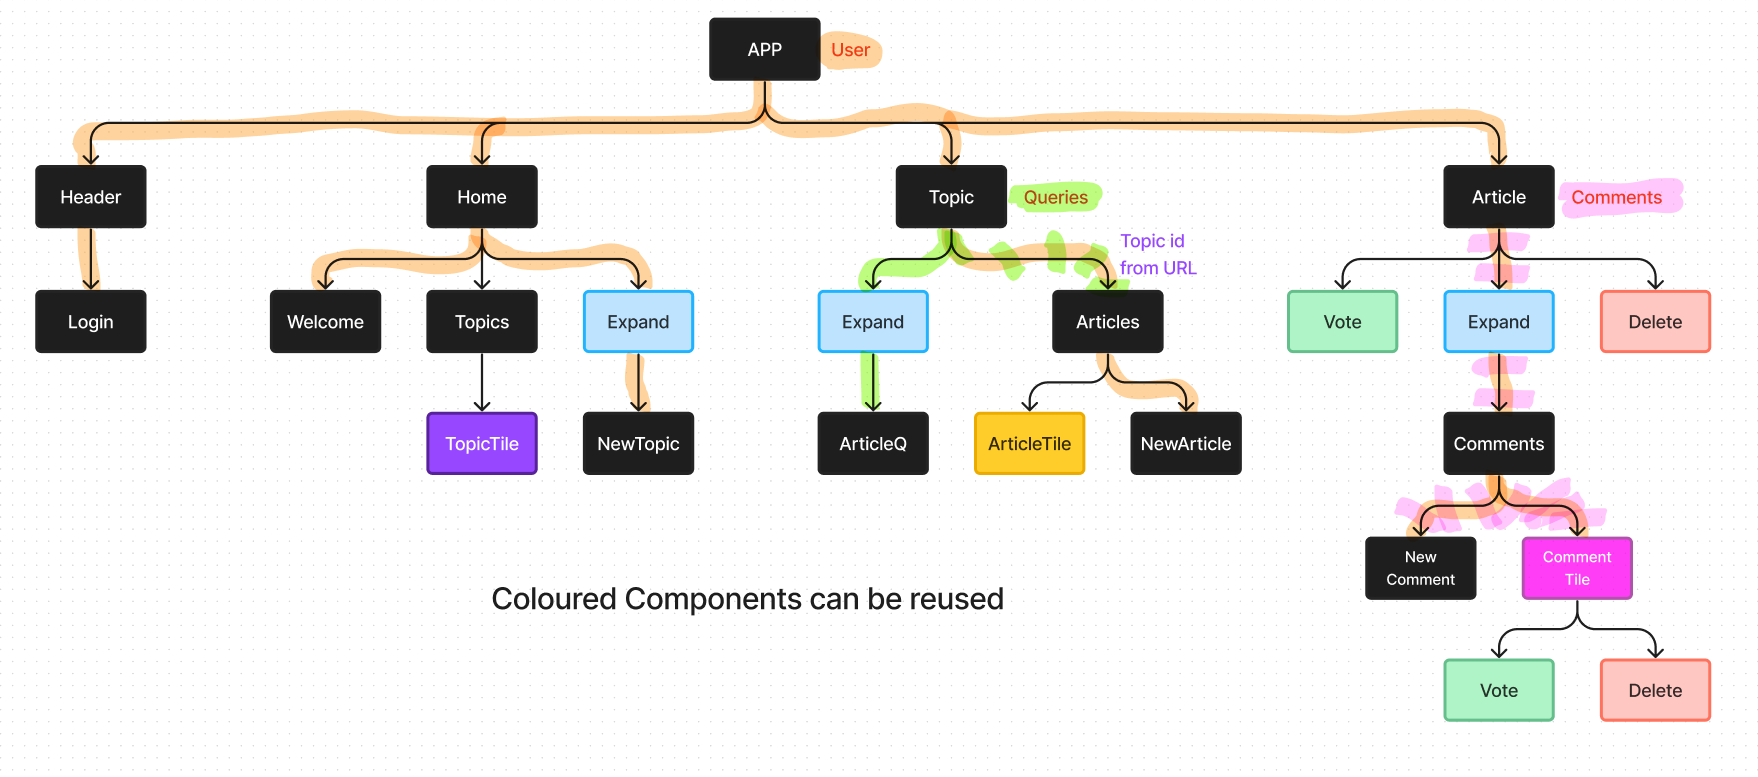 APP
User
Header
Home
Topic
Queries
Article
Comments
Topic id
from URL
Login
Welcome
Topics
Expand
Expand
Articles
Vote
Expand
Delete
TopicTile
NewTopic
ArticleQ
ArticleTile
NewArticle
Comments
New
Comment
Comment
Tile
Coloured Components can be reused
Vote
Delete